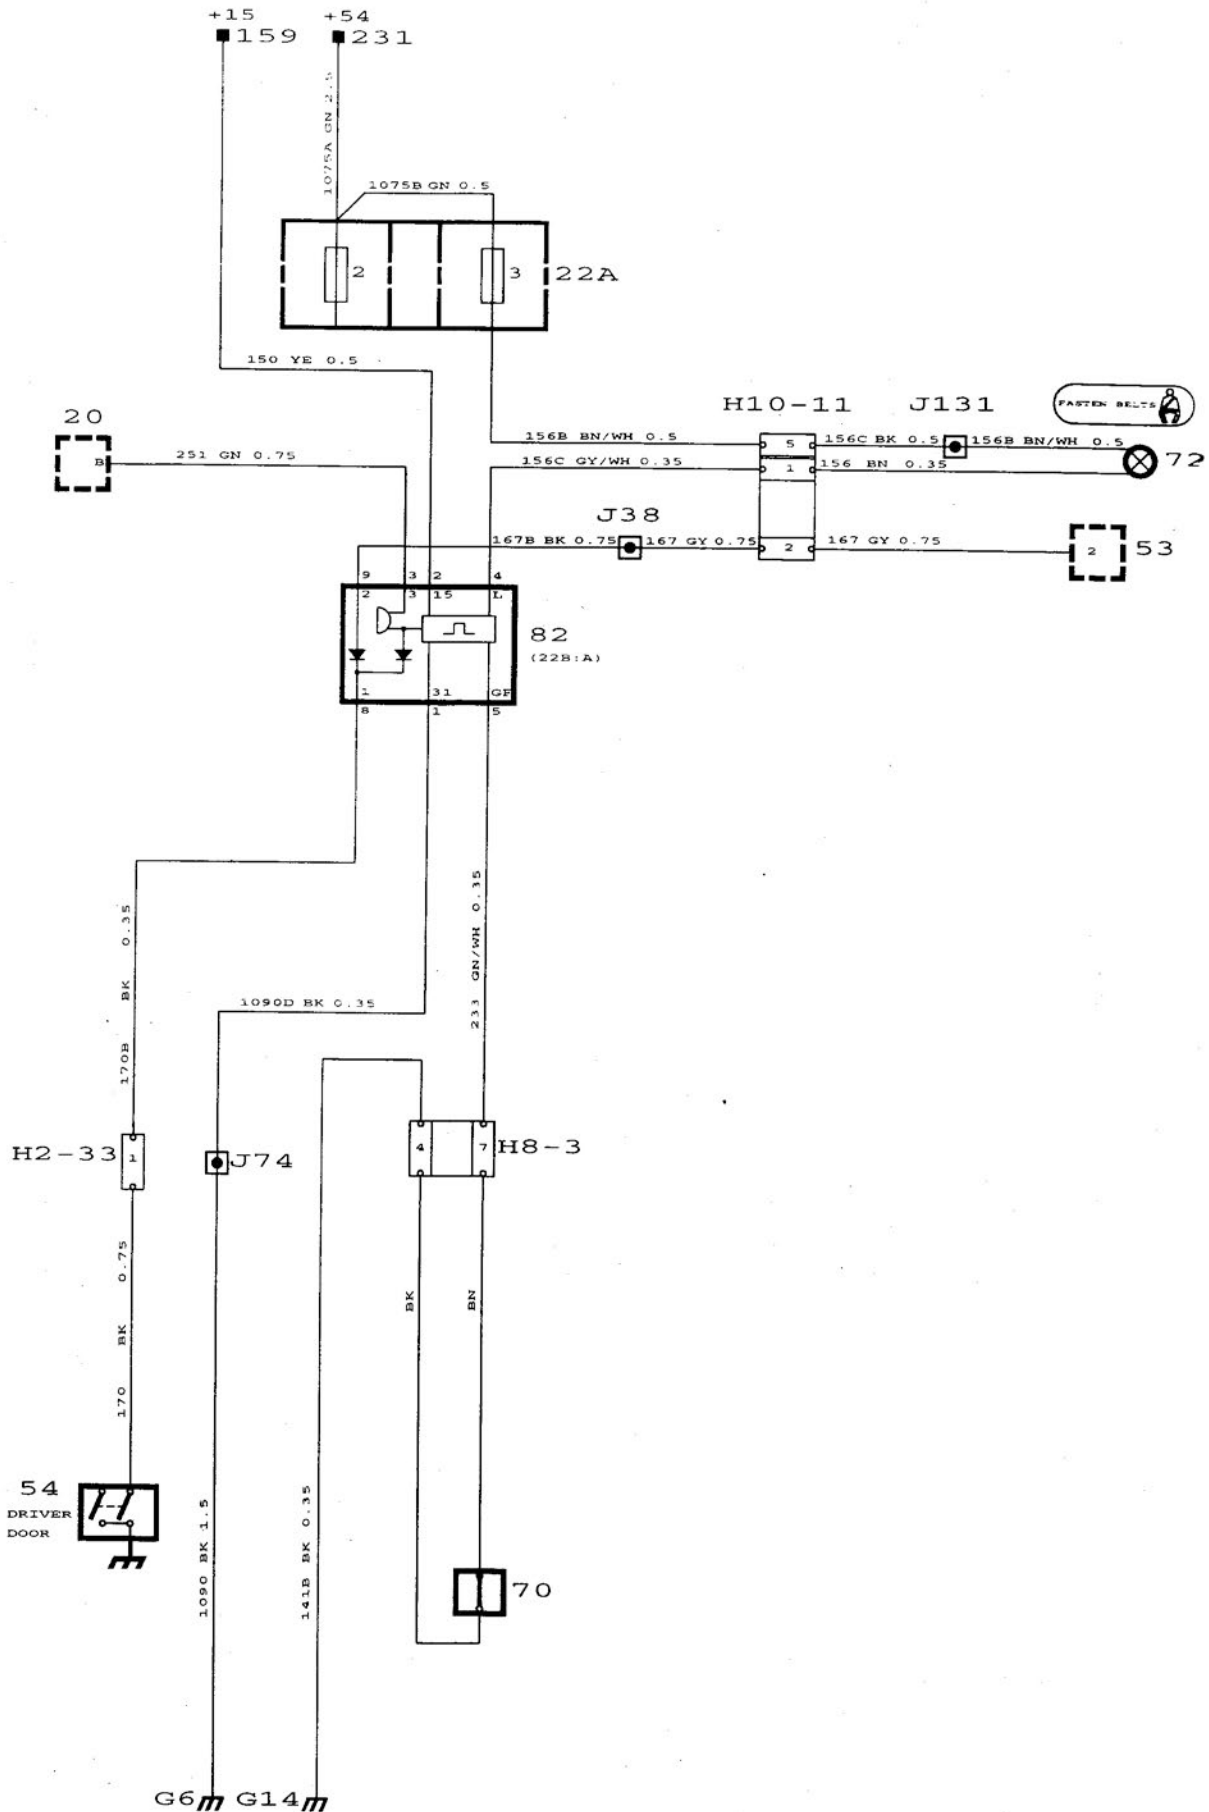 +15 +54
159 231
1075A GN 2.5
1075B GN 0.5
2 3 22A
150 YE 0.5
20
B
251 GN 0.75
H10-11 J131
FASTEN BELTS
156B BN/WH 0.5 5 156C BK 0.5 156B BN/WH 0.5
156C GY/WH 0.35 1 156 BN 0.35 72
J38
167B BK 0.75 167 GY 0.75 2 167 GY 0.75 2 53
9 3 2 4
2 3 15 L
82
(22B:A)
1 31 GF
8 1 5
170B BK 0.35
1090D BK 0.35
233 GN/WH 0.35
H2-33 1 J74 4 7 H8-3
170 BK 0.75
BK BN
54
DRIVER
DOOR
1090 BK 1.5
141B BK 0.35
70
G6 G14